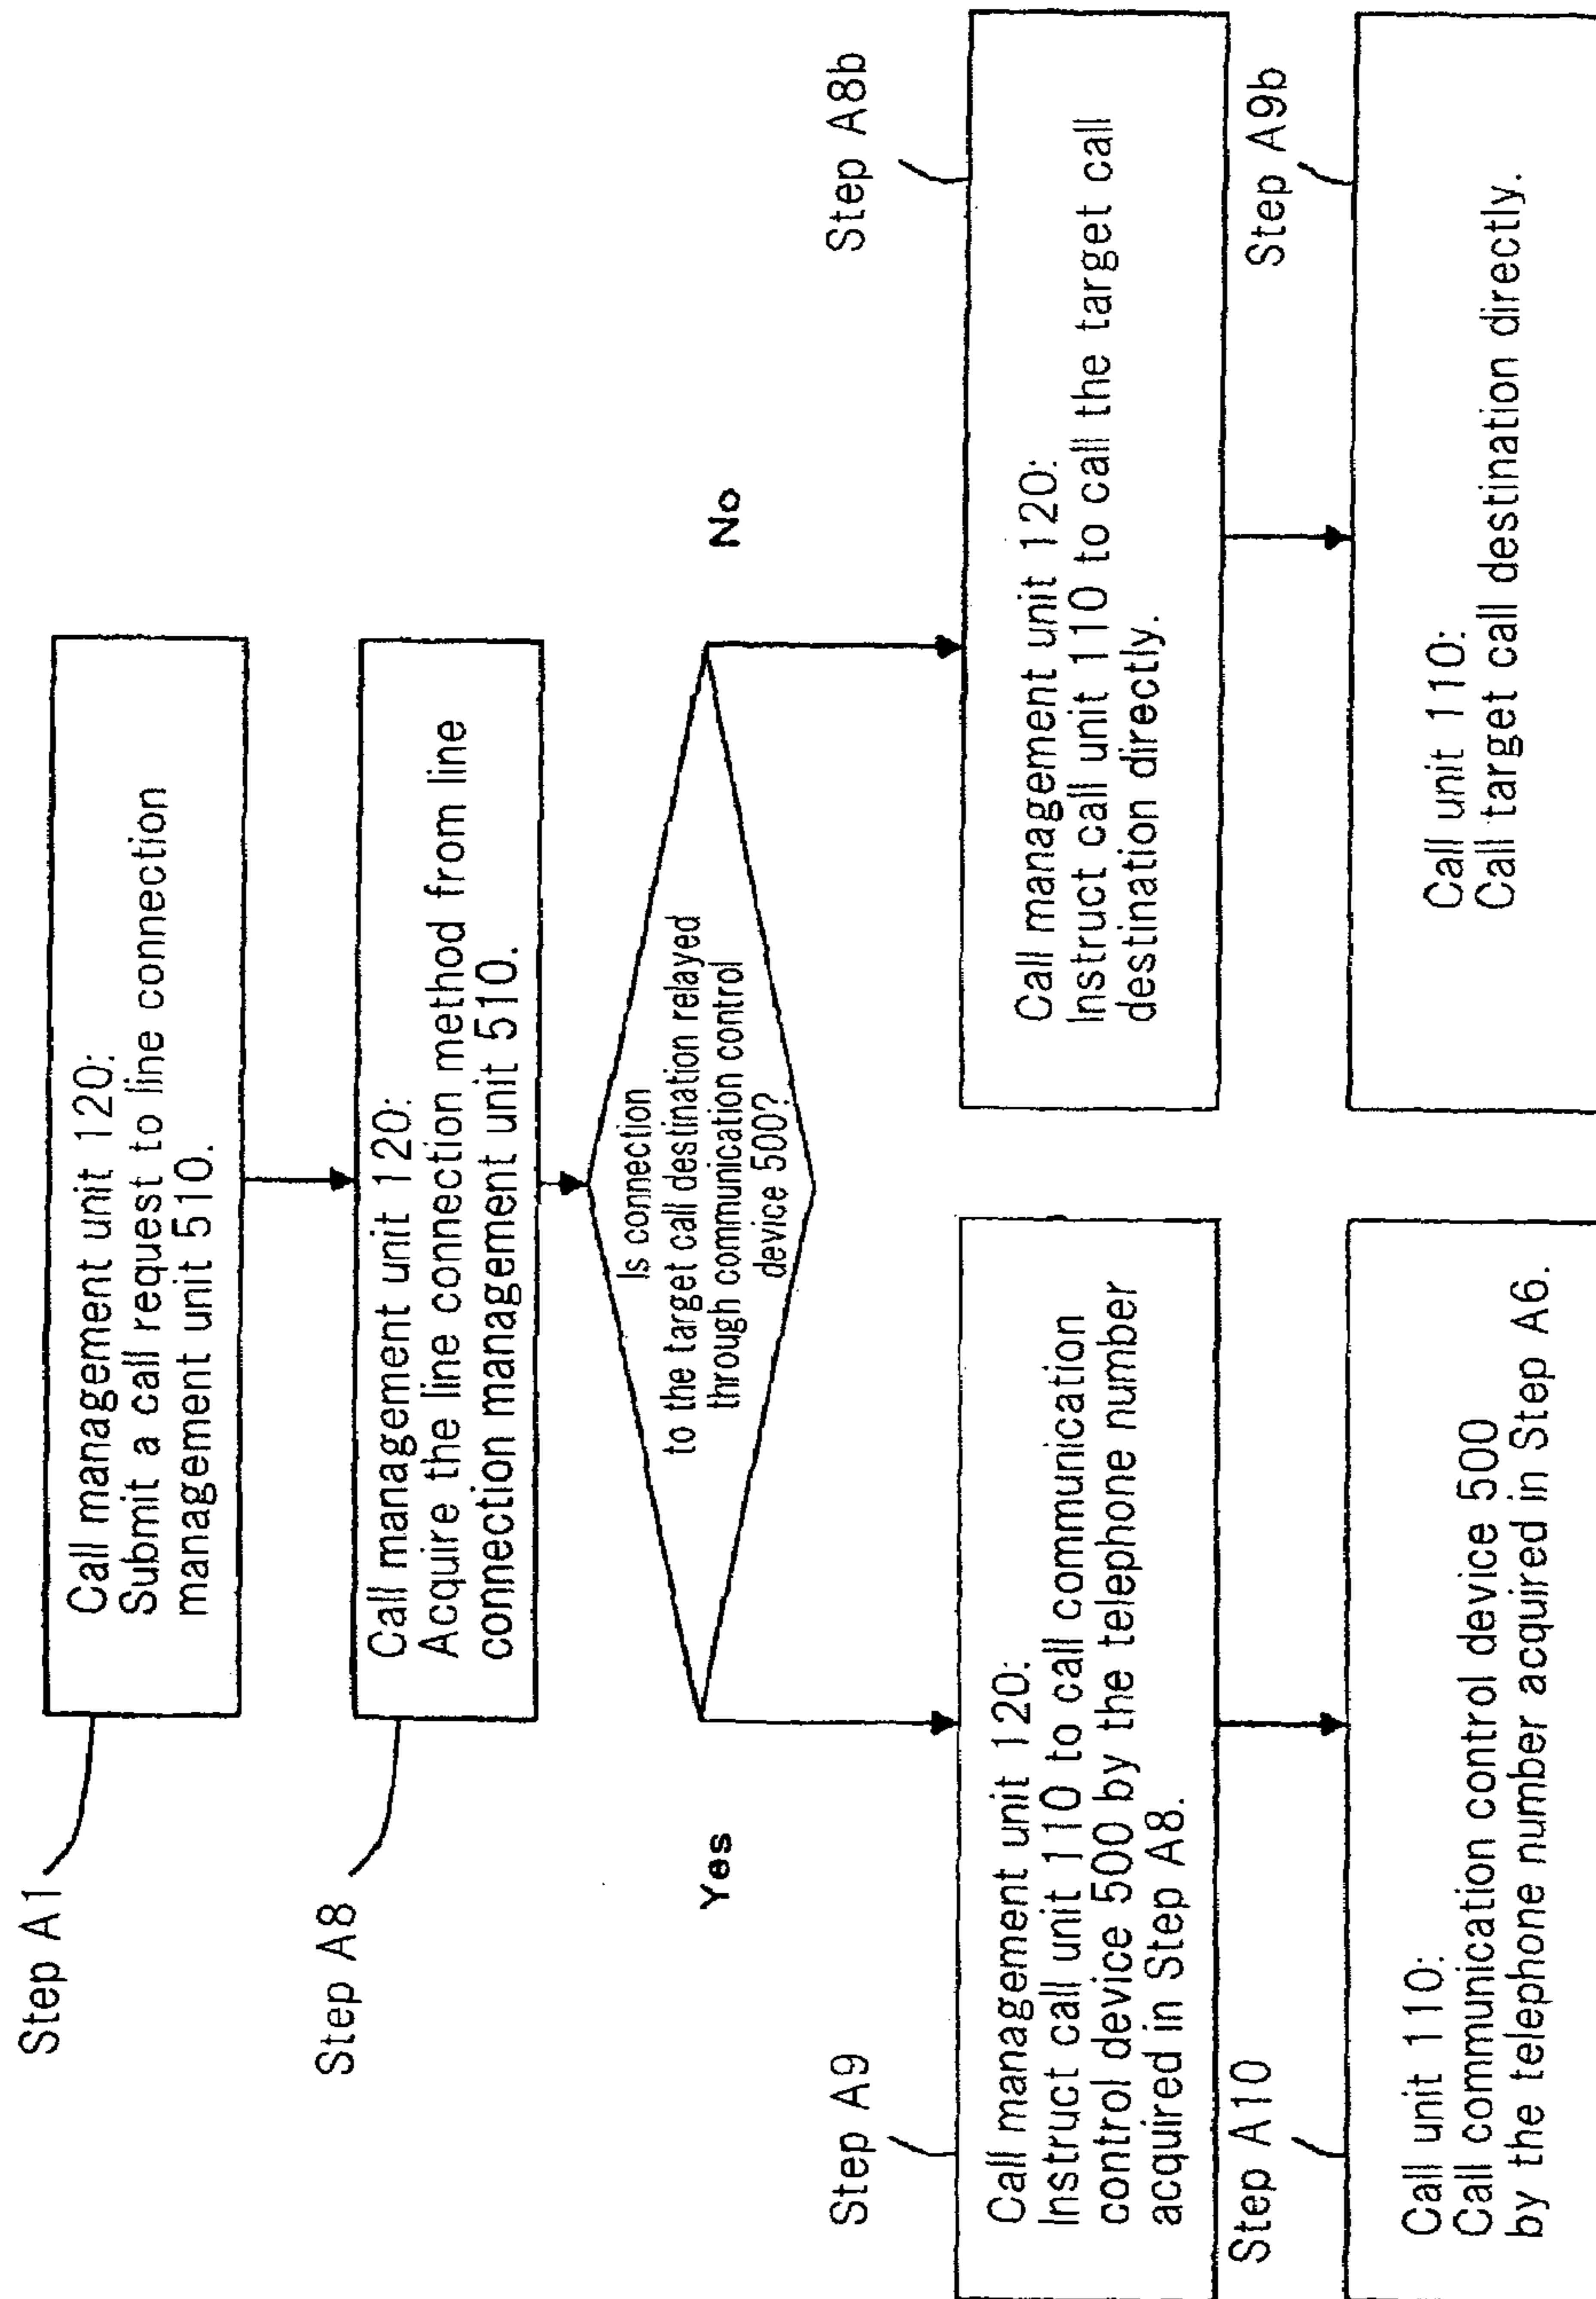 Step A1
Call management unit 120:
Submit a call request to line connection
management unit 510.
Step A8
Call management unit 120:
Acquire the line connection method from line
connection management unit 510.
Is connection
to the target call destination relayed
through communication control
device 500?
Yes
No
Step A9
Call management unit 120:
Instruct call unit 110 to call communication
control device 500 by the telephone number
acquired in Step A8.
Step A10
Call unit 110:
Call communication control device 500
by the telephone number acquired in Step A6.
Step A8b
Call management unit 120:
Instruct call unit 110 to call the target call
destination directly.
Step A9b
Call unit 110:
Call target call destination directly.